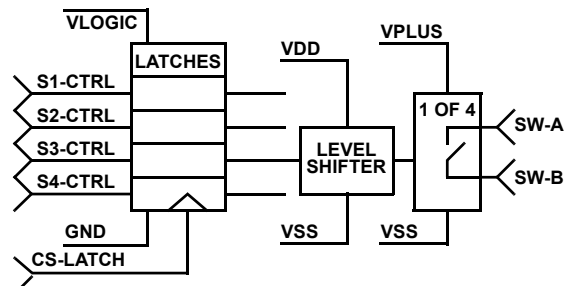 VLOGIC
LATCHES
S1-CTRL
S2-CTRL
S3-CTRL
S4-CTRL
GND
CS-LATCH
VDD
LEVEL
SHIFTER
VSS
VPLUS
1 OF 4
SW-A
SW-B
VSS